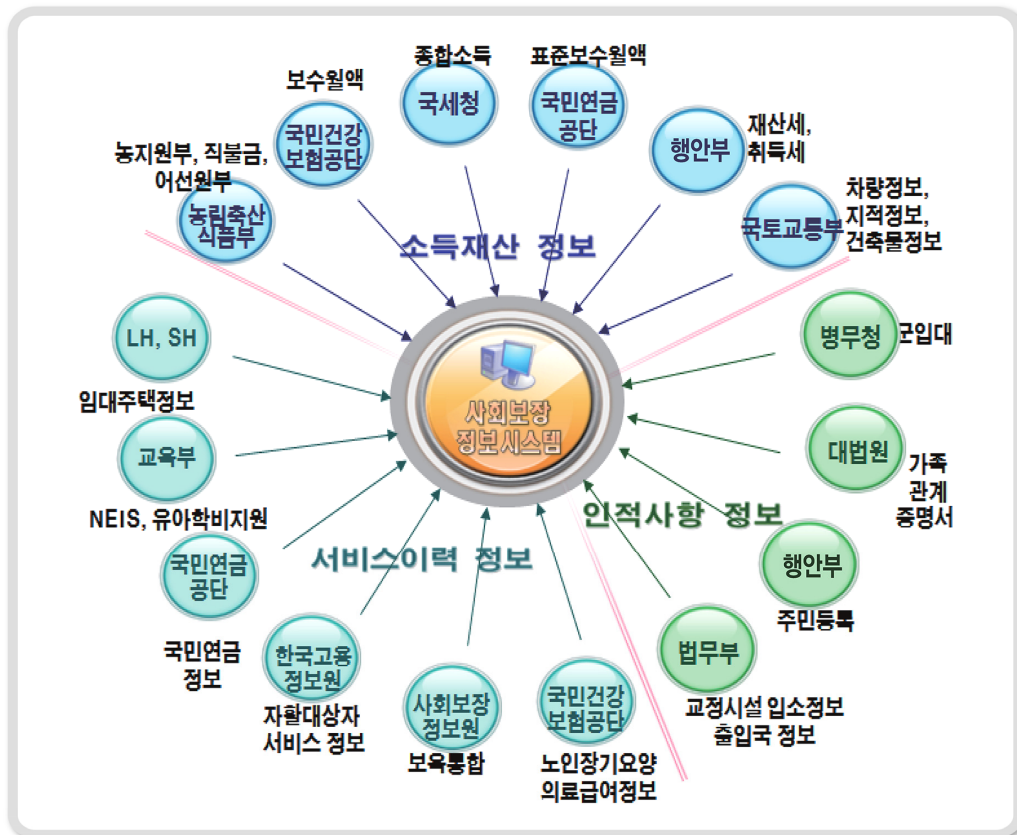 종합소득
국세청
표준보수월액
국민연금
공단
보수월액
국민건강
보험공단
행안부
재산세,
취득세
농지원부, 직불금,
어선원부
농림축산
식품부
국토교통부
차량정보,
지적정보,
건축물정보
소득재산 정보
LH, SH
임대주택정보
병무청
군입대
사회보장
정보시스템
교육부
NEIS, 유아학비지원
대법원
가족
관계
증명서
인적사항 정보
서비스이력 정보
국민연금
공단
국민연금
정보
행안부
주민등록
한국고용
정보원
자활대상자
서비스 정보
사회보장
정보원
보육통합
국민건강
보험공단
노인장기요양
의료급여정보
법무부
교정시설 입소정보
출입국 정보